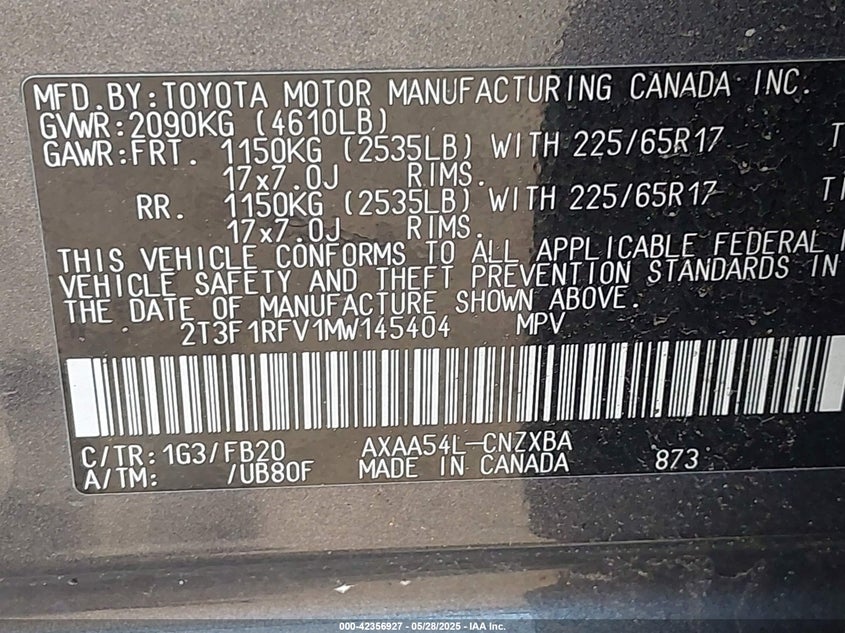 MFD.BY:TOYOTA MOTOR MANUFACTURING CANADA INC.
GVWR:2090KG (4610LB)
GAWR:FRT. 1150KG (2535LB) WITH 225/65R17
17x7.0J RIMS.
RR. 1150KG (2535LB) WITH 225/65R17
17x7.0J RIMS.
THIS VEHICLE CONFORMS TO ALL APPLICABLE FEDERAL
VEHICLE SAFETY AND THEFT PREVENTION STANDARDS IN
THE DATE OF MANUFACTURE SHOWN ABOVE.
2T3F1RFV1MW145404 MPV
C/TR:1G3/FB20 AXAA54L-CNZXBA
A/TM: /UB80F MADE IN CANADA 873
000-42356927 | 05/28/2025 - IAA Inc.